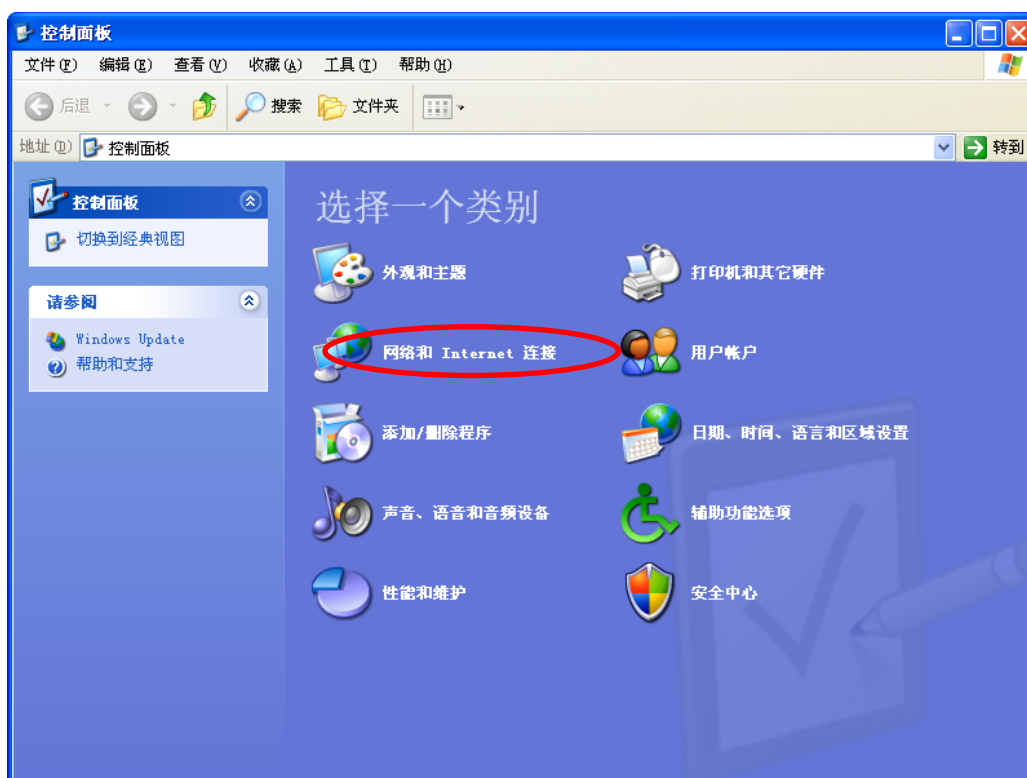 控制面板
文件(F) 编辑(E) 查看(V) 收藏(A) 工具(T) 帮助(H)
后退 搜索 文件夹
地址(D) 控制面板 转到
控制面板
切换到经典视图
请参阅
Windows Update
帮助和支持
选择一个类别
外观和主题 打印机和其它硬件
网络和 Internet 连接 用户帐户
添加/删除程序 日期、时间、语言和区域设置
声音、语音和音频设备 辅助功能选项
性能和维护 安全中心